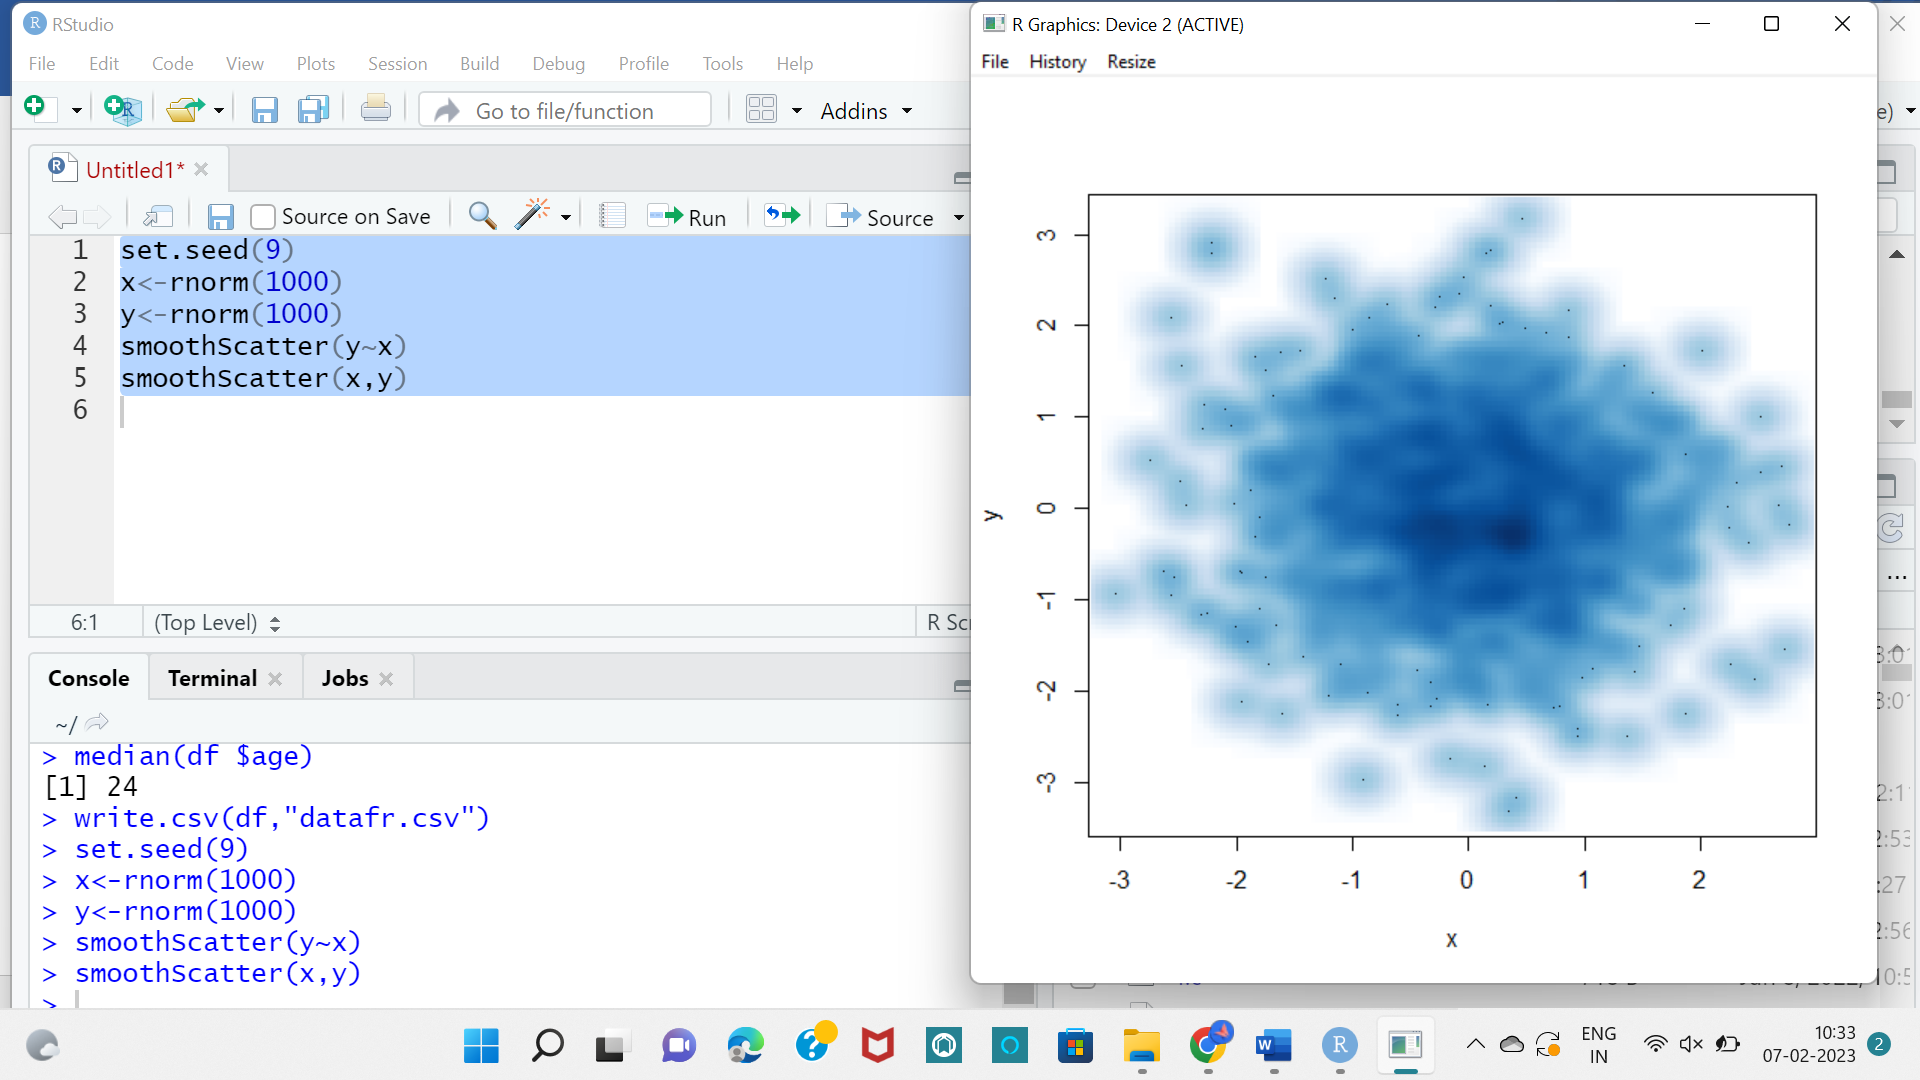 RStudio
File Edit Code View Plots Session Build Debug Profile Tools Help
Go to file/function Addins
Untitled1*
Source on Save Run Source
1 set.seed(9)
2 x<-rnorm(1000)
3 y<-rnorm(1000)
4 smoothScatter(y~x)
5 smoothScatter(x,y)
6
6:1 (Top Level) R Sc
Console Terminal Jobs
~/
> median(df $age)
[1] 24
> write.csv(df,"datafr.csv")
> set.seed(9)
> x<-rnorm(1000)
> y<-rnorm(1000)
> smoothScatter(y~x)
> smoothScatter(x,y)
>
R Graphics: Device 2 (ACTIVE)
File History Resize
3
2
1
0
-1
-2
-3
y
-3 -2 -1 0 1 2
x
e)
ENG
IN
10:33
07-02-2023
2